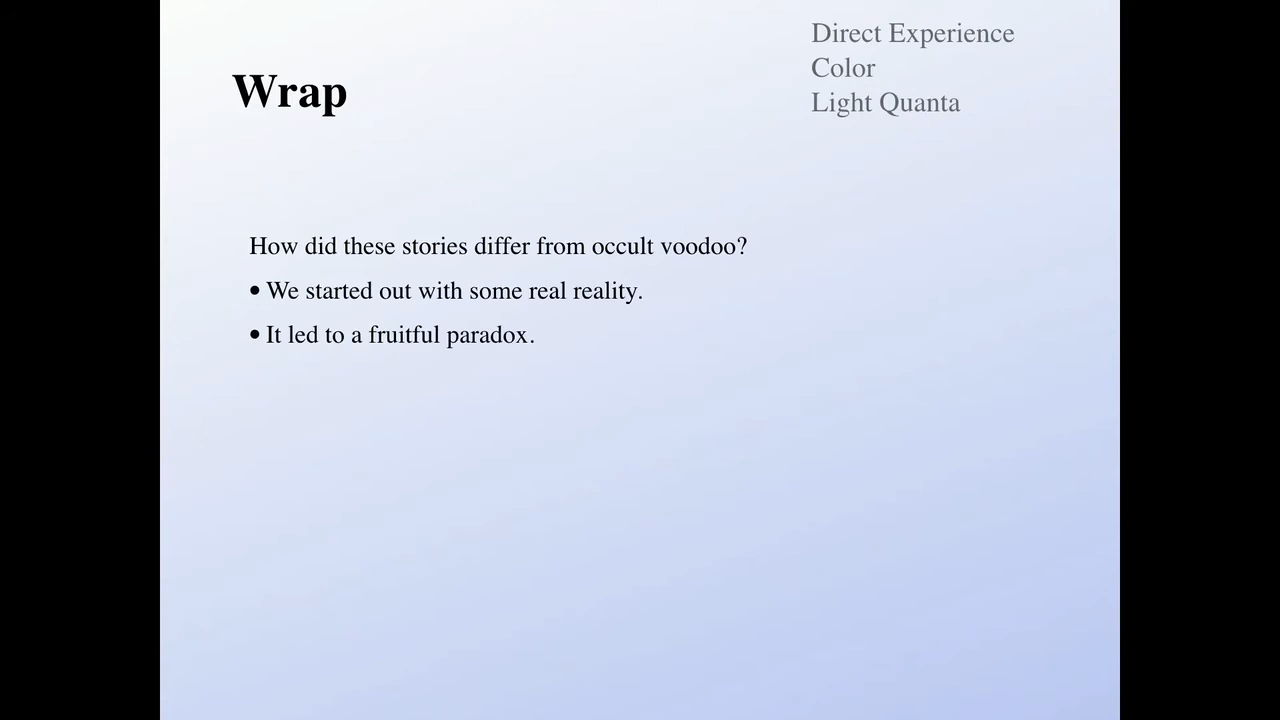 Direct Experience
Color
Light Quanta
Wrap
How did these stories differ from occult voodoo?
• We started out with some real reality.
• It led to a fruitful paradox.